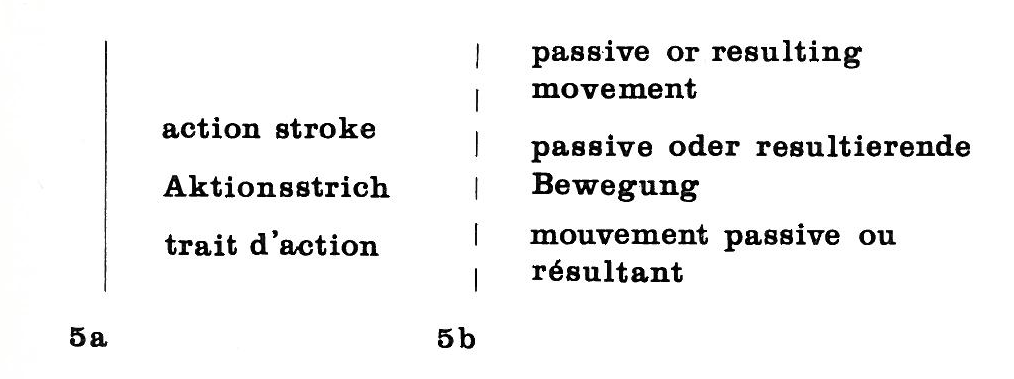 action stroke
Aktionsstrich
trait d'action
5a
passive or resulting
movement
passive oder resultierende
Bewegung
mouvement passive ou
résultant
5b